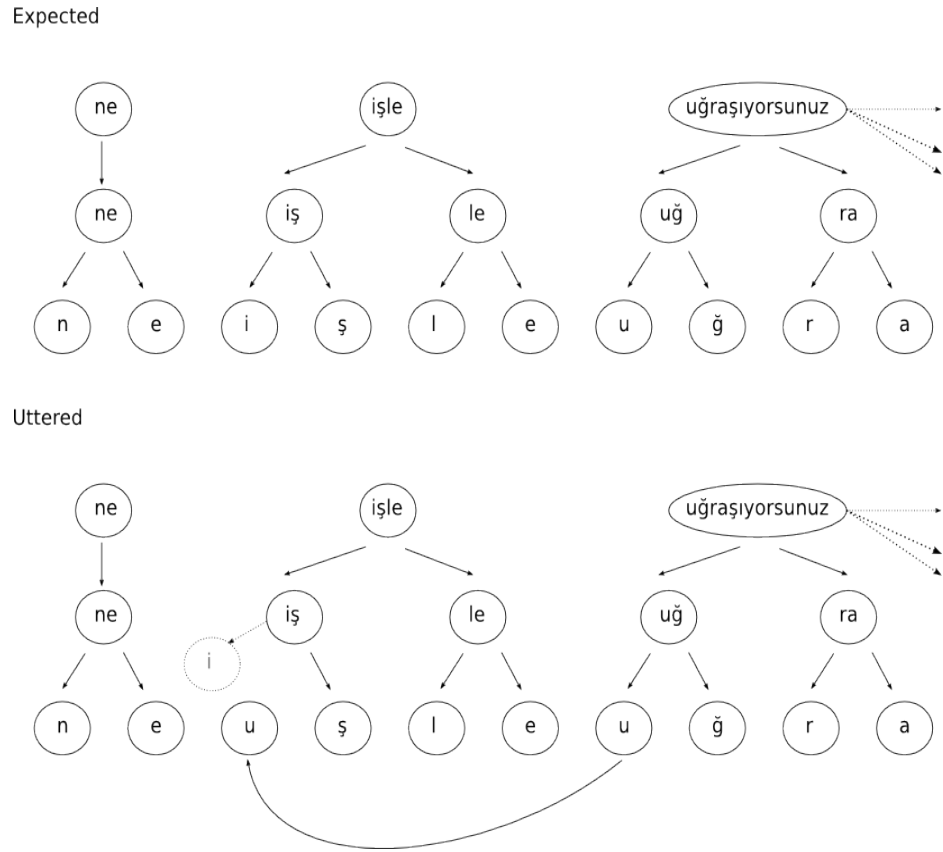 Expected
ne işle uğraşıyorsunuz
ne iş le uğ ra
n e i ş l e u ğ r a
Uttered
ne işle uğraşıyorsunuz
ne iş le uğ ra
i
n e u ş l e u ğ r a